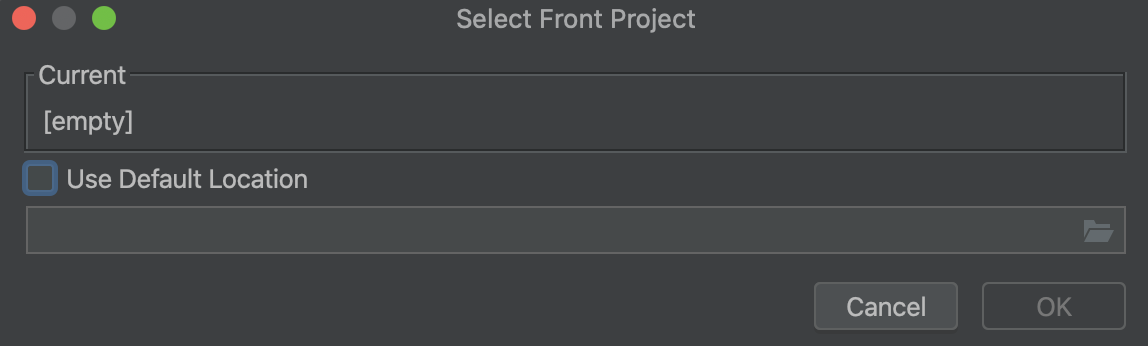 Select Front Project
Current
[empty]
Use Default Location
Cancel
OK